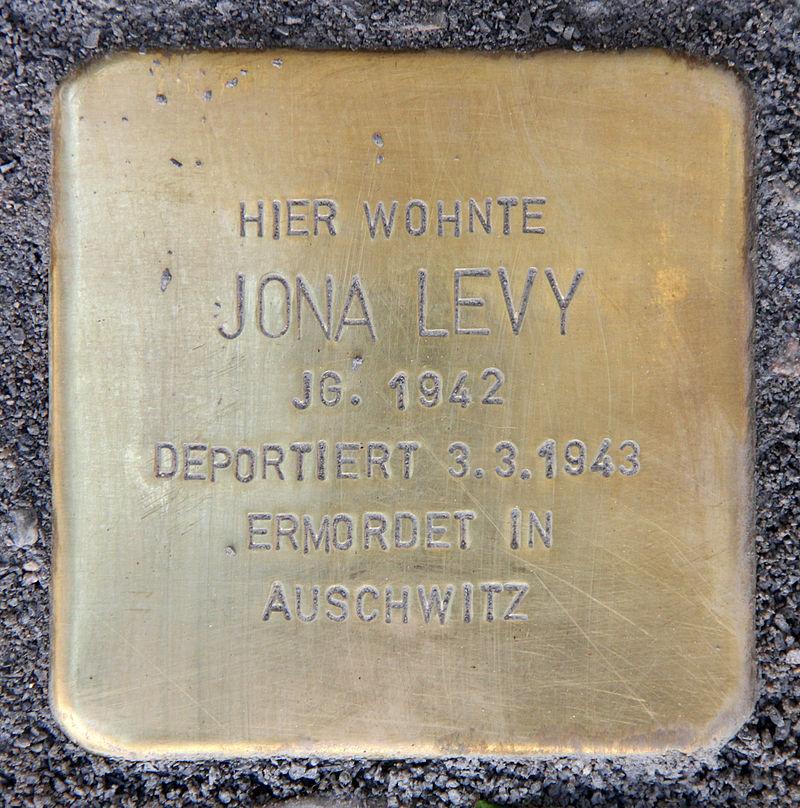 HIER WOHNTE
JONA LEVY
JG. 1942
DEPORTIERT 3.3.1943
ERMORDET IN
AUSCHWITZ